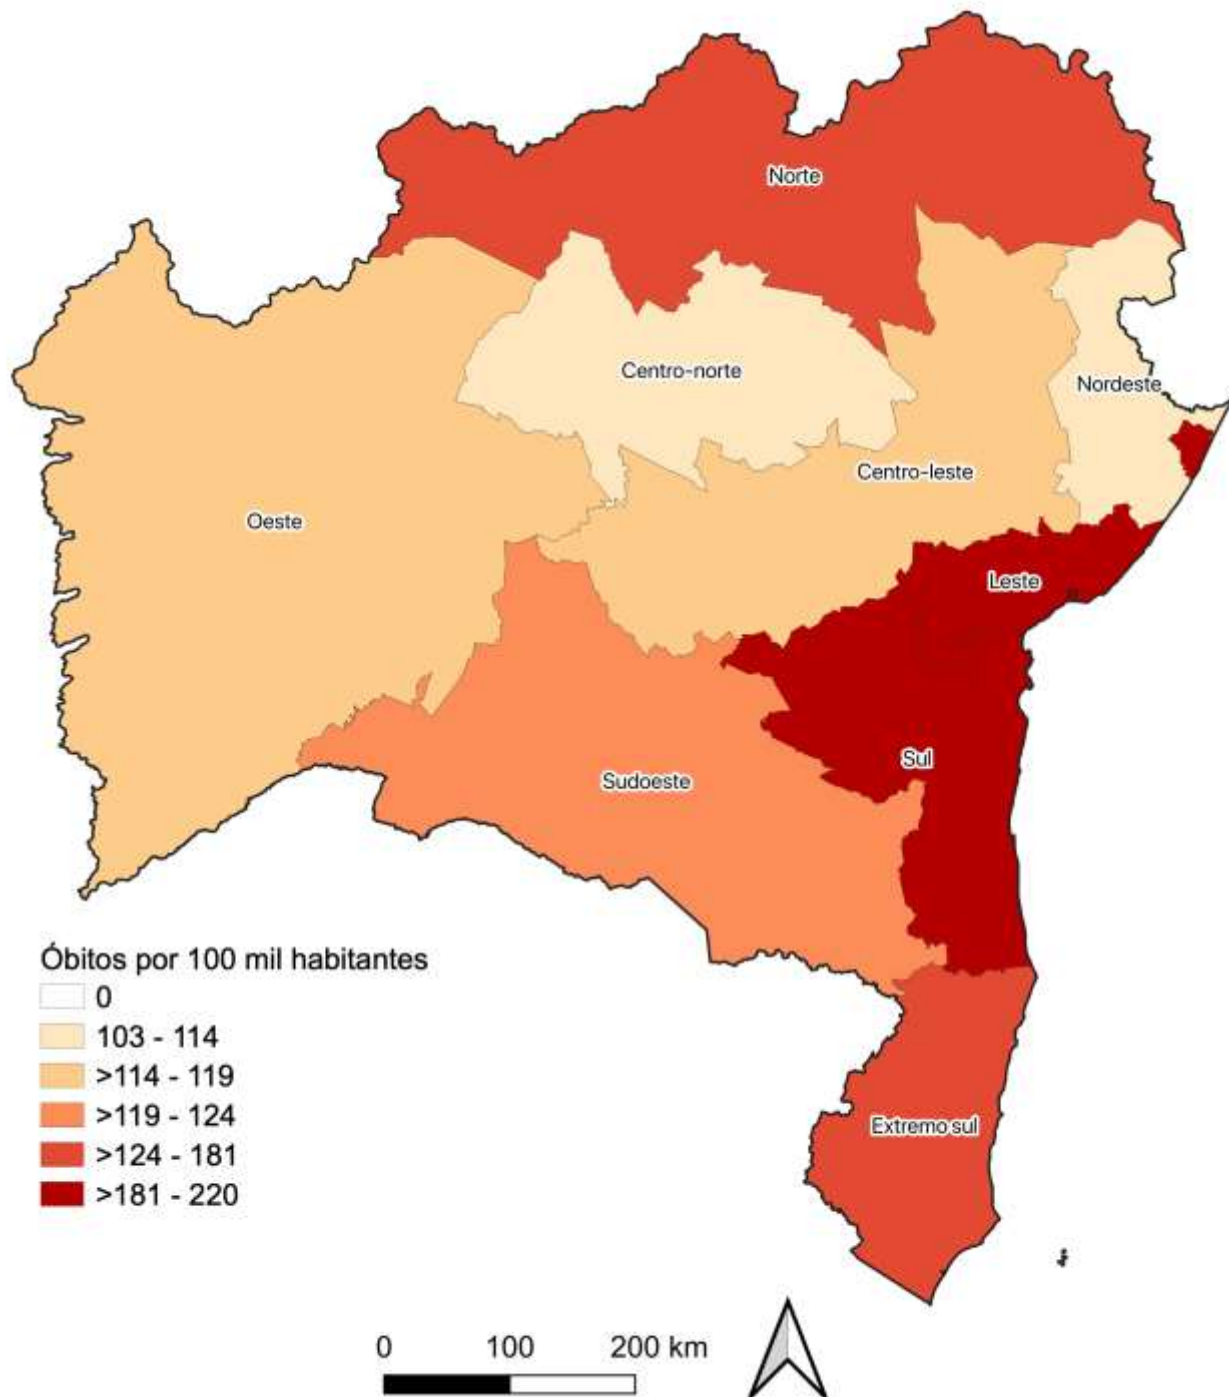 Norte
Centro-norte
Nordeste
Centro-leste
Oeste
Leste
Sul
Sudoeste
Extremo sul
Óbitos por 100 mil habitantes
0
103 - 114
>114 - 119
>119 - 124
>124 - 181
>181 - 220
0 100 200 km